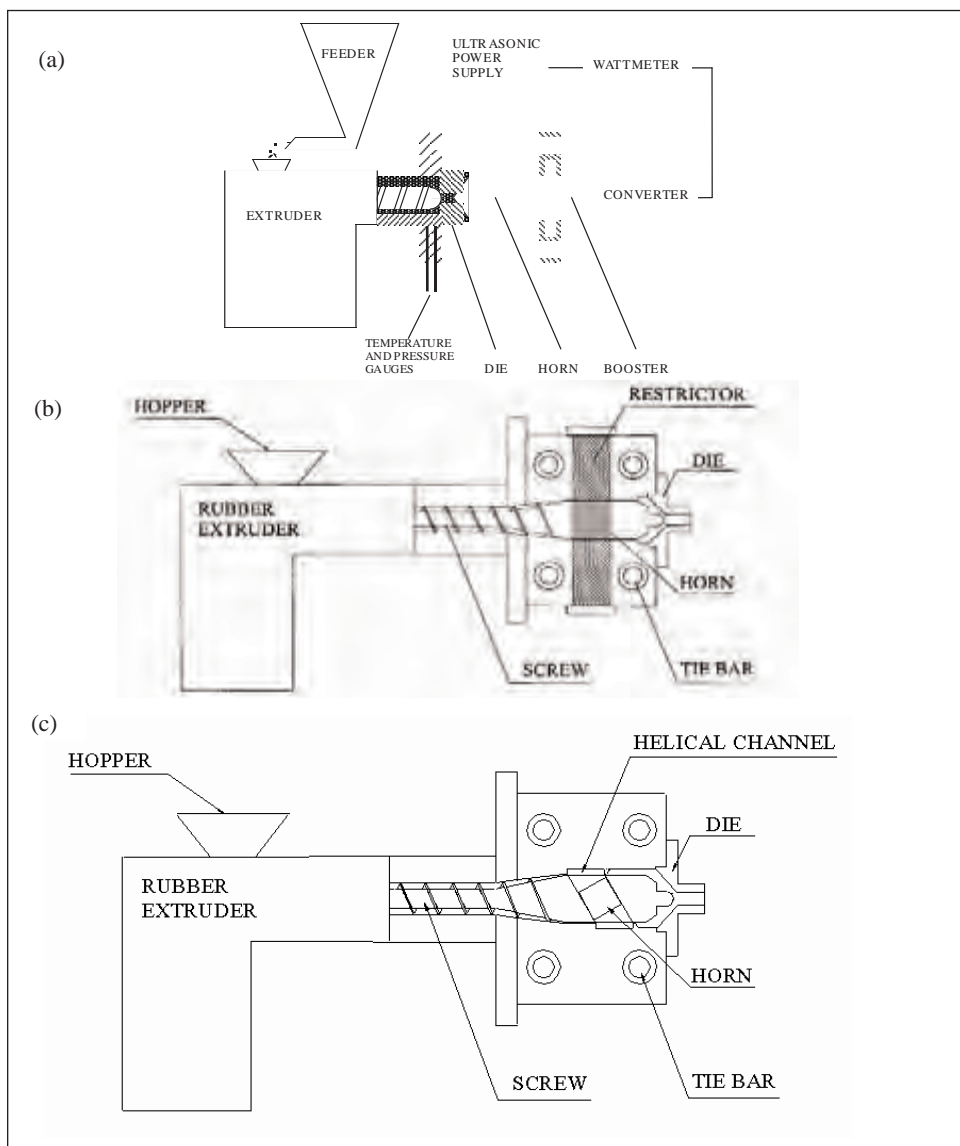 (a)
FEEDER
ULTRASONIC
POWER
SUPPLY
WATTMETER
EXTRUDER
CONVERTER
TEMPERATURE
AND PRESSURE
GAUGES
DIE
HORN
BOOSTER
(b)
HOPPER
RESTRICTOR
DIE
RUBBER
EXTRUDER
HORN
SCREW
TIE BAR
(c)
HOPPER
HELICAL CHANNEL
DIE
RUBBER
EXTRUDER
HORN
SCREW
TIE BAR